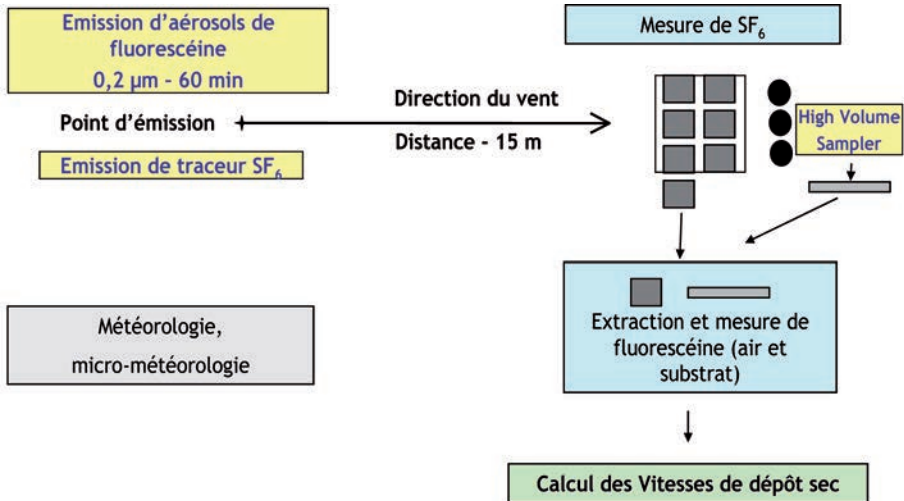 Emission d'aérosols de
fluorescéine
0,2 µm - 60 min
Mesure de SF6
Point d'émission
Direction du vent
Distance - 15 m
High Volume
Sampler
Emission de traceur SF6
Météorologie,
micro-météorologie
Extraction et mesure de
fluorescéine (air et
substrat)
Calcul des Vitesses de dépôt sec